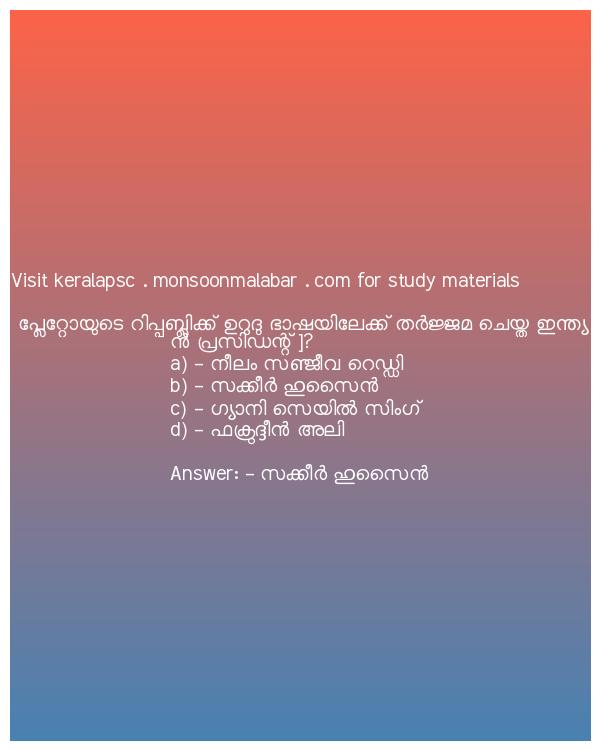 Visit keralapsc . monsoonmalabar . com for study materials
പ്ലേറ്റോയുടെ റിപ്പബ്ലിക്ക് ഉറുദു ഭാഷയിലേക്ക് തർജ്ജമ ചെയ്ത ഇന്ത്യ
ൻ പ്രസിഡന്റ് ]?
a) – നീലം സഞ്ജീവ റെഡ്ഡി
b) – സക്കീർ ഹുസൈൻ
c) – ഗ്യാനി സെയിൽ സിംഗ്
d) – ഫക്രുദ്ദീൻ അലി
Answer: – സക്കീർ ഹുസൈൻ